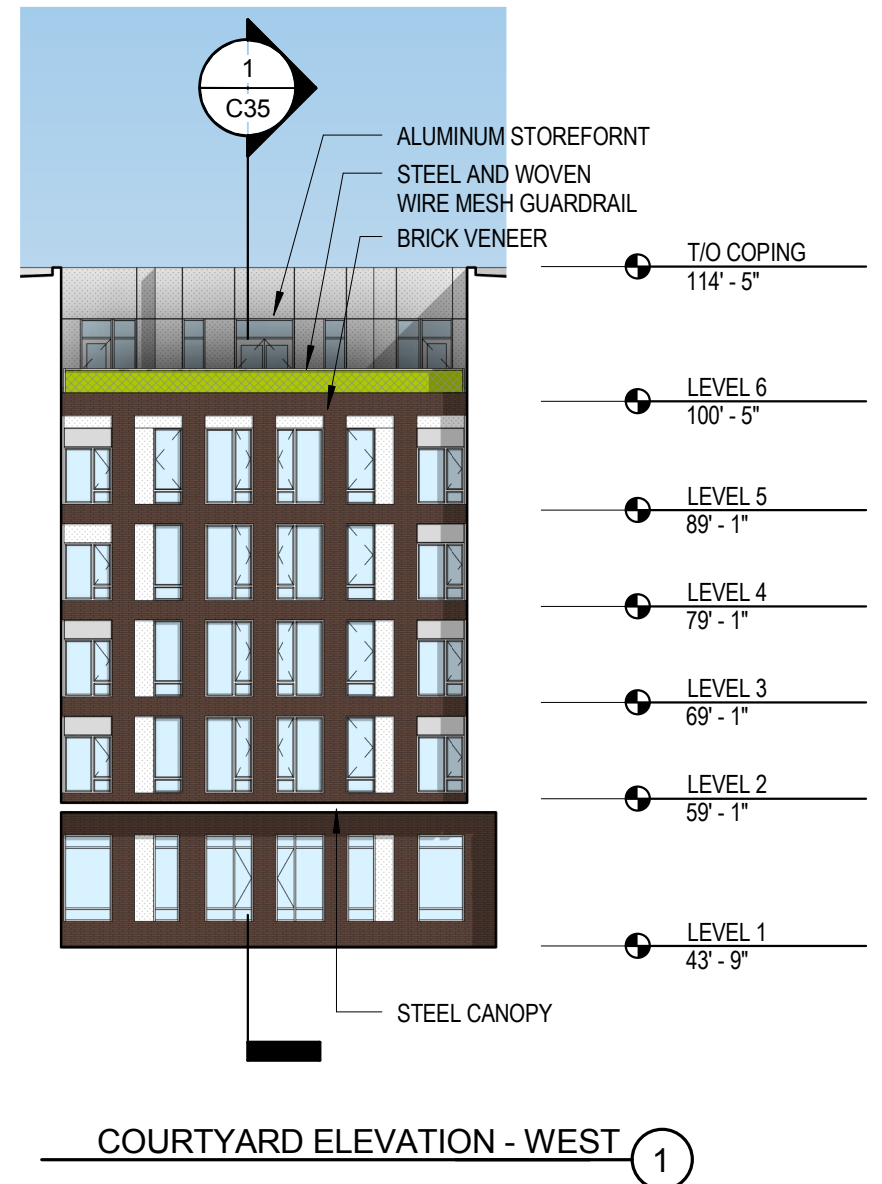 1
C35
ALUMINUM STOREFORNT
STEEL AND WOVEN
WIRE MESH GUARDRAIL
BRICK VENEER
T/O COPING
114' - 5"
LEVEL 6
100' - 5"
LEVEL 5
89' - 1"
LEVEL 4
79' - 1"
LEVEL 3
69' - 1"
LEVEL 2
59' - 1"
LEVEL 1
43' - 9"
STEEL CANOPY
COURTYARD ELEVATION - WEST
1